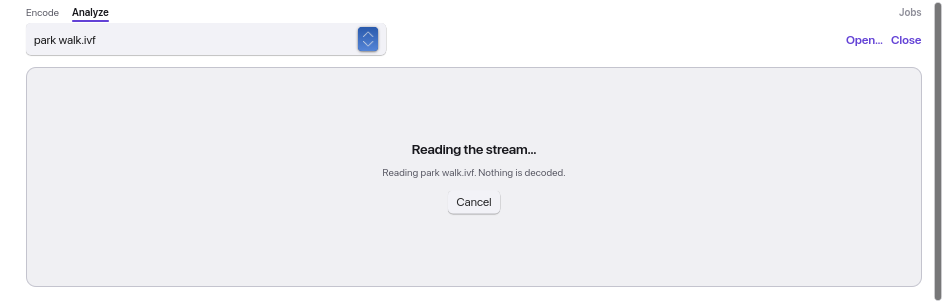 Encode Analyze Jobs
park walk.ivf Open... Close
Reading the stream...
Reading park walk.ivf. Nothing is decoded.
Cancel